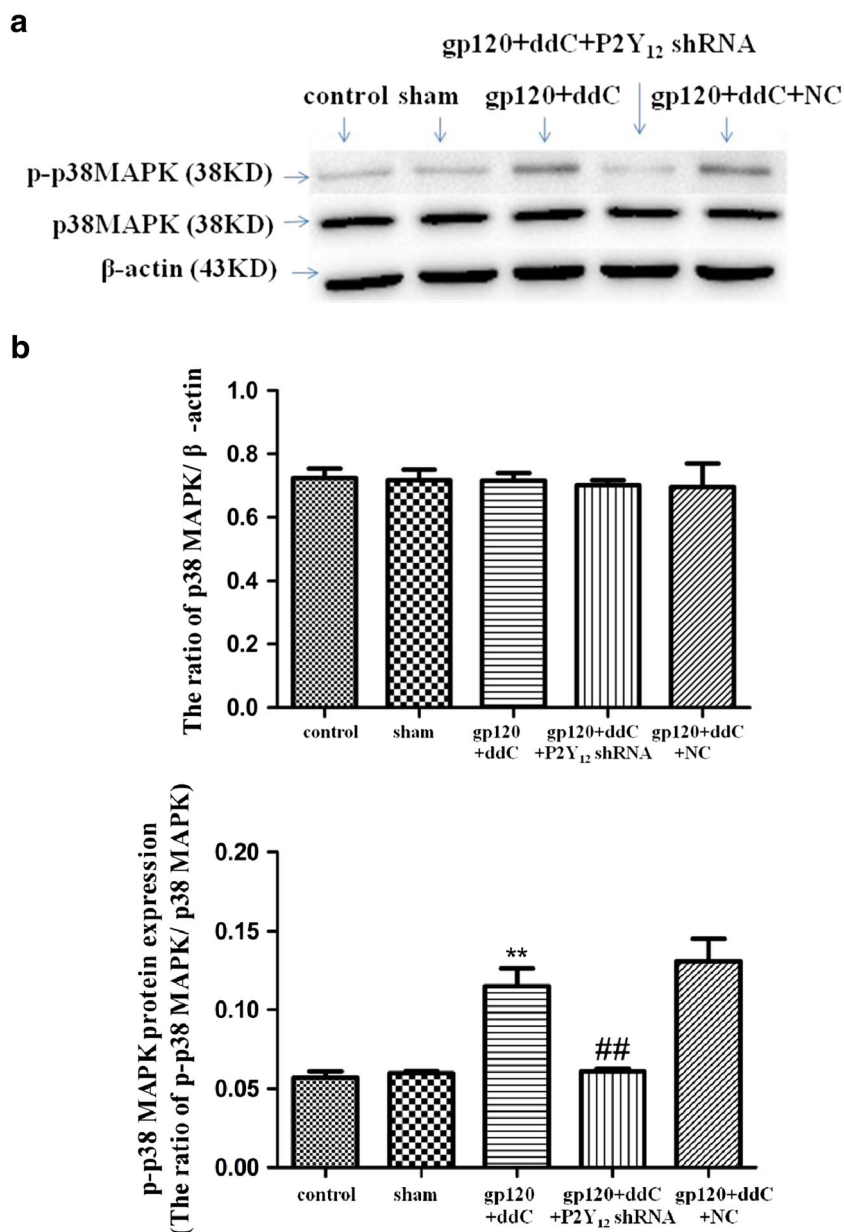 a
gp120+ddC+P2Y₁₂ shRNA
control sham gp120+ddC gp120+ddC+NC
p-p38MAPK (38KD)
p38MAPK (38KD)
β-actin (43KD)
b
The ratio of p38 MAPK/ β -actin
1.0
0.8
0.6
0.4
0.2
0.0
control
sham
gp120
+ddC
gp120+ddC
+P2Y₁₂ shRNA
gp120+ddC
+NC
p-p38 MAPK protein expression
(The ratio of p-p38 MAPK/ p38 MAPK)
0.20
0.15
0.10
0.05
0.00
**
##
control
sham
gp120
+ddC
gp120+ddC
+P2Y₁₂ shRNA
gp120+ddC
+NC